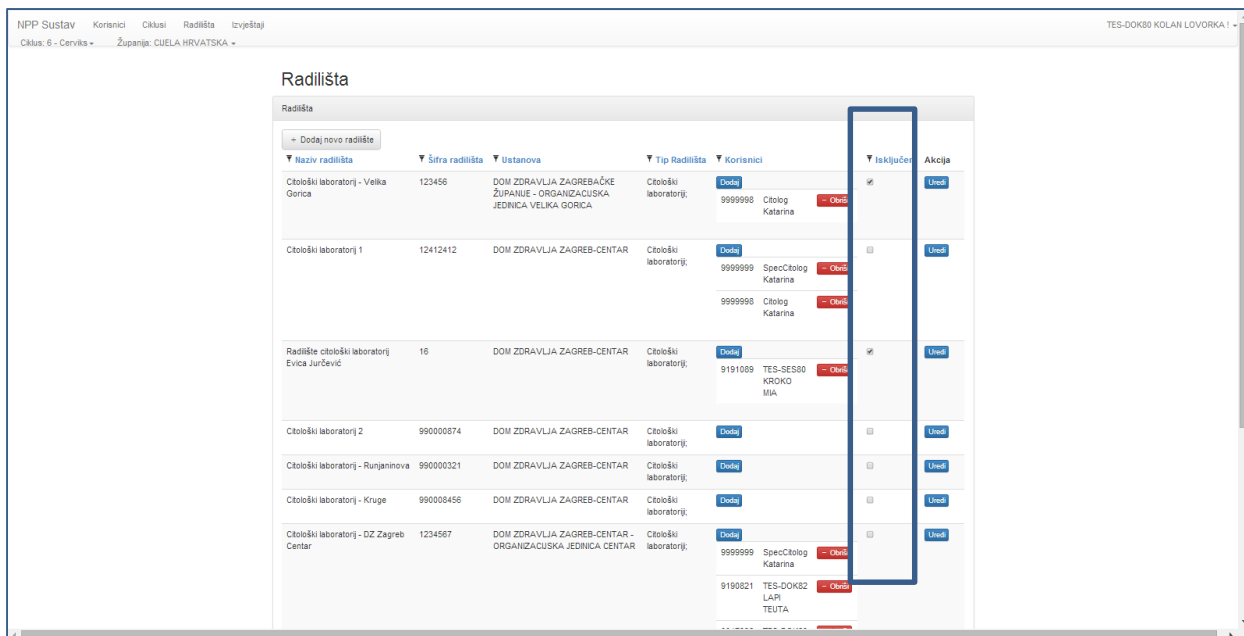 NPP Sustav Korisnici Ciklusi Radilišta Izvještaji TES-DOK80 KOLAN LOVORKA !
Ciklus: 6 - Cerviks Županija: CIJELA HRVATSKA
Radilišta
Radilišta
+ Dodaj novo radilište
Naziv radilišta Šifra radilišta Ustanova Tip Radilišta Korisnici Isključen Akcija
Citološki laboratorij - Velika 123456 DOM ZDRAVLJA ZAGREBAČKE Citološki Dodaj Uredi
Gorica ŽUPANIJE - ORGANIZACIJSKA laboratoriji; 9999998 Citolog - Obriši
JEDINICA VELIKA GORICA Katarina
Citološki laboratorij 1 12412412 DOM ZDRAVLJA ZAGREB-CENTAR Citološki Dodaj Uredi
laboratoriji; 9999999 SpecCitolog - Obriši
Katarina
9999998 Citolog - Obriši
Katarina
Radilište citološki laboratorij 16 DOM ZDRAVLJA ZAGREB-CENTAR Citološki Dodaj Uredi
Evica Jurčević laboratoriji; 9191089 TES-SES80 - Obriši
KROKO
MIA
Citološki laboratorij 2 990000874 DOM ZDRAVLJA ZAGREB-CENTAR Citološki Dodaj Uredi
laboratoriji;
Citološki laboratorij - Runjaninova 990000321 DOM ZDRAVLJA ZAGREB-CENTAR Citološki Dodaj Uredi
laboratoriji;
Citološki laboratorij - Kruge 990008456 DOM ZDRAVLJA ZAGREB-CENTAR Citološki Dodaj Uredi
laboratoriji;
Citološki laboratorij - DZ Zagreb 1234567 DOM ZDRAVLJA ZAGREB-CENTAR - Citološki Dodaj Uredi
Centar ORGANIZACIJSKA JEDINICA CENTAR laboratoriji; 9999999 SpecCitolog - Obriši
Katarina
9190821 TES-DOK82 - Obriši
LAPI
TEUTA